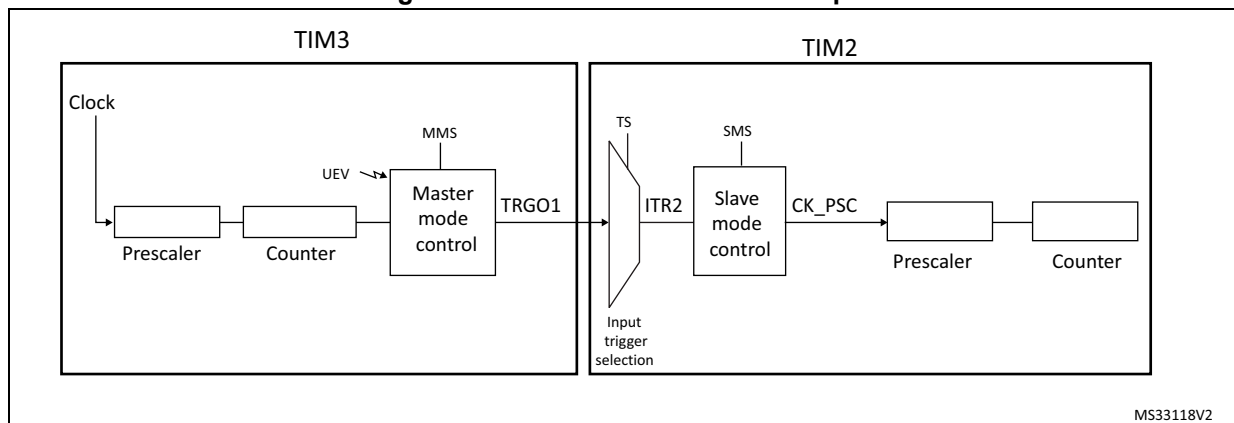 TIM3
TIM2
Clock
MMS
TS
SMS
UEV
Master
mode
control
TRGO1
ITR2
Slave
mode
control
CK_PSC
Prescaler
Counter
Prescaler
Counter
Input
trigger
selection
MS33118V2